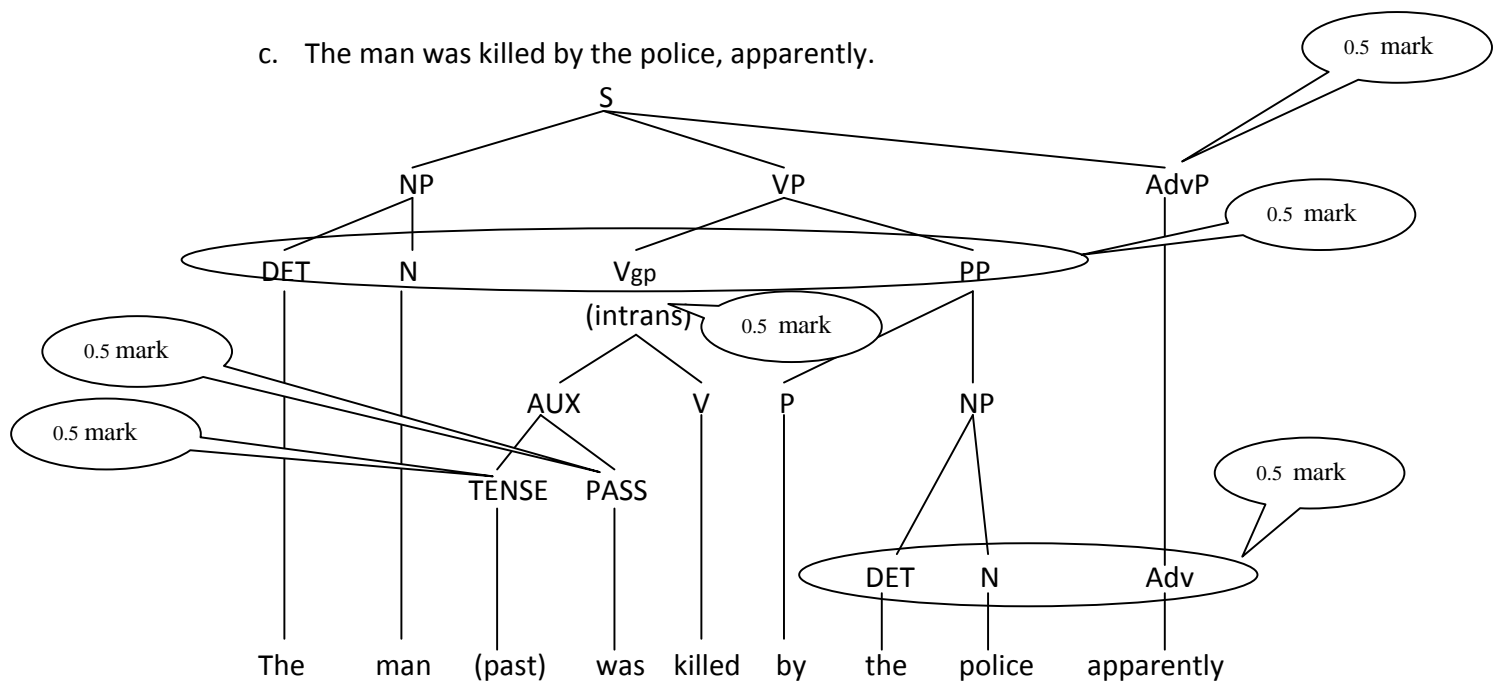 c. The man was killed by the police, apparently.
0.5 mark
S
NP VP AdvP
0.5 mark
DET N Vgp PP
(intrans) 0.5 mark
0.5 mark
AUX V P NP
0.5 mark
0.5 mark
TENSE PASS
DET N Adv
The man (past) was killed by the police apparently